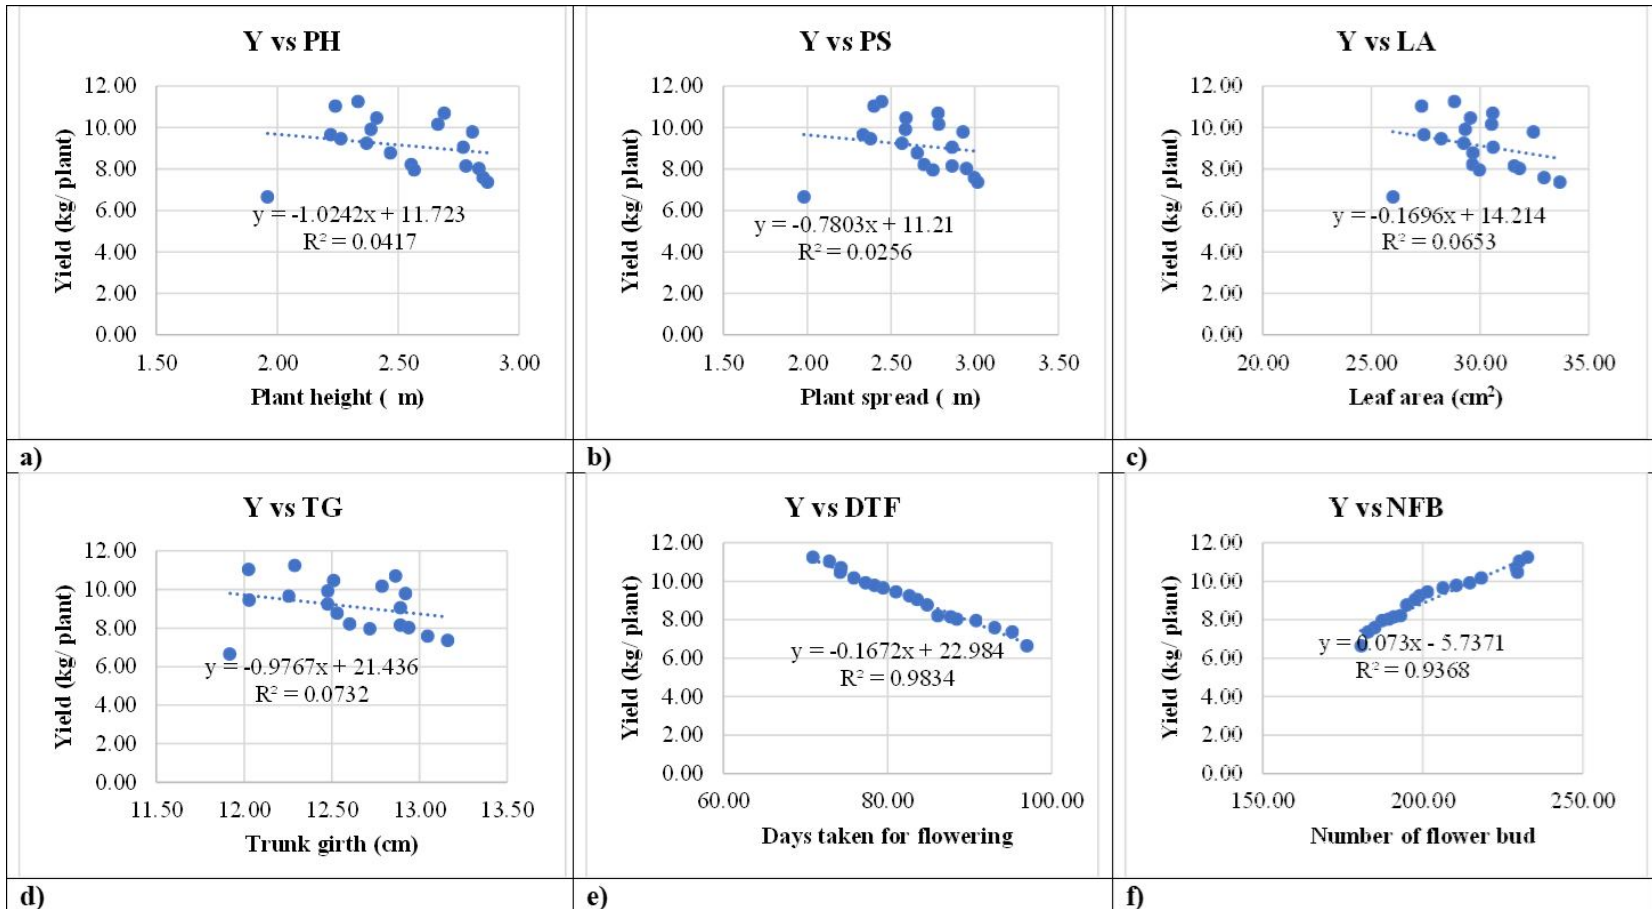 Y vs PH
12.00
10.00
8.00
6.00
4.00
2.00
0.00
Yield (kg/ plant)
y = -1.0242x + 11.723
R² = 0.0417
1.50 2.00 2.50 3.00
Plant height ( m)
a)
Y vs PS
12.00
10.00
8.00
6.00
4.00
2.00
0.00
Yield (kg/ plant)
y = -0.7803x + 11.21
R² = 0.0256
1.50 2.00 2.50 3.00 3.50
Plant spread ( m)
b)
Y vs LA
12.00
10.00
8.00
6.00
4.00
2.00
0.00
Yield (kg/ plant)
y = -0.1696x + 14.214
R² = 0.0653
20.00 25.00 30.00 35.00
Leaf area (cm²)
c)
Y vs TG
12.00
10.00
8.00
6.00
4.00
2.00
0.00
Yield (kg/ plant)
y = -0.9767x + 21.436
R² = 0.0732
11.50 12.00 12.50 13.00 13.50
Trunk girth (cm)
d)
Y vs DTF
12.00
10.00
8.00
6.00
4.00
2.00
0.00
Yield (kg/ plant)
y = -0.1672x + 22.984
R² = 0.9834
60.00 80.00 100.00
Days taken for flowering
e)
Y vs NFB
12.00
10.00
8.00
6.00
4.00
2.00
0.00
Yield (kg/ plant)
y = 0.073x - 5.7371
R² = 0.9368
150.00 200.00 250.00
Number of flower bud
f)